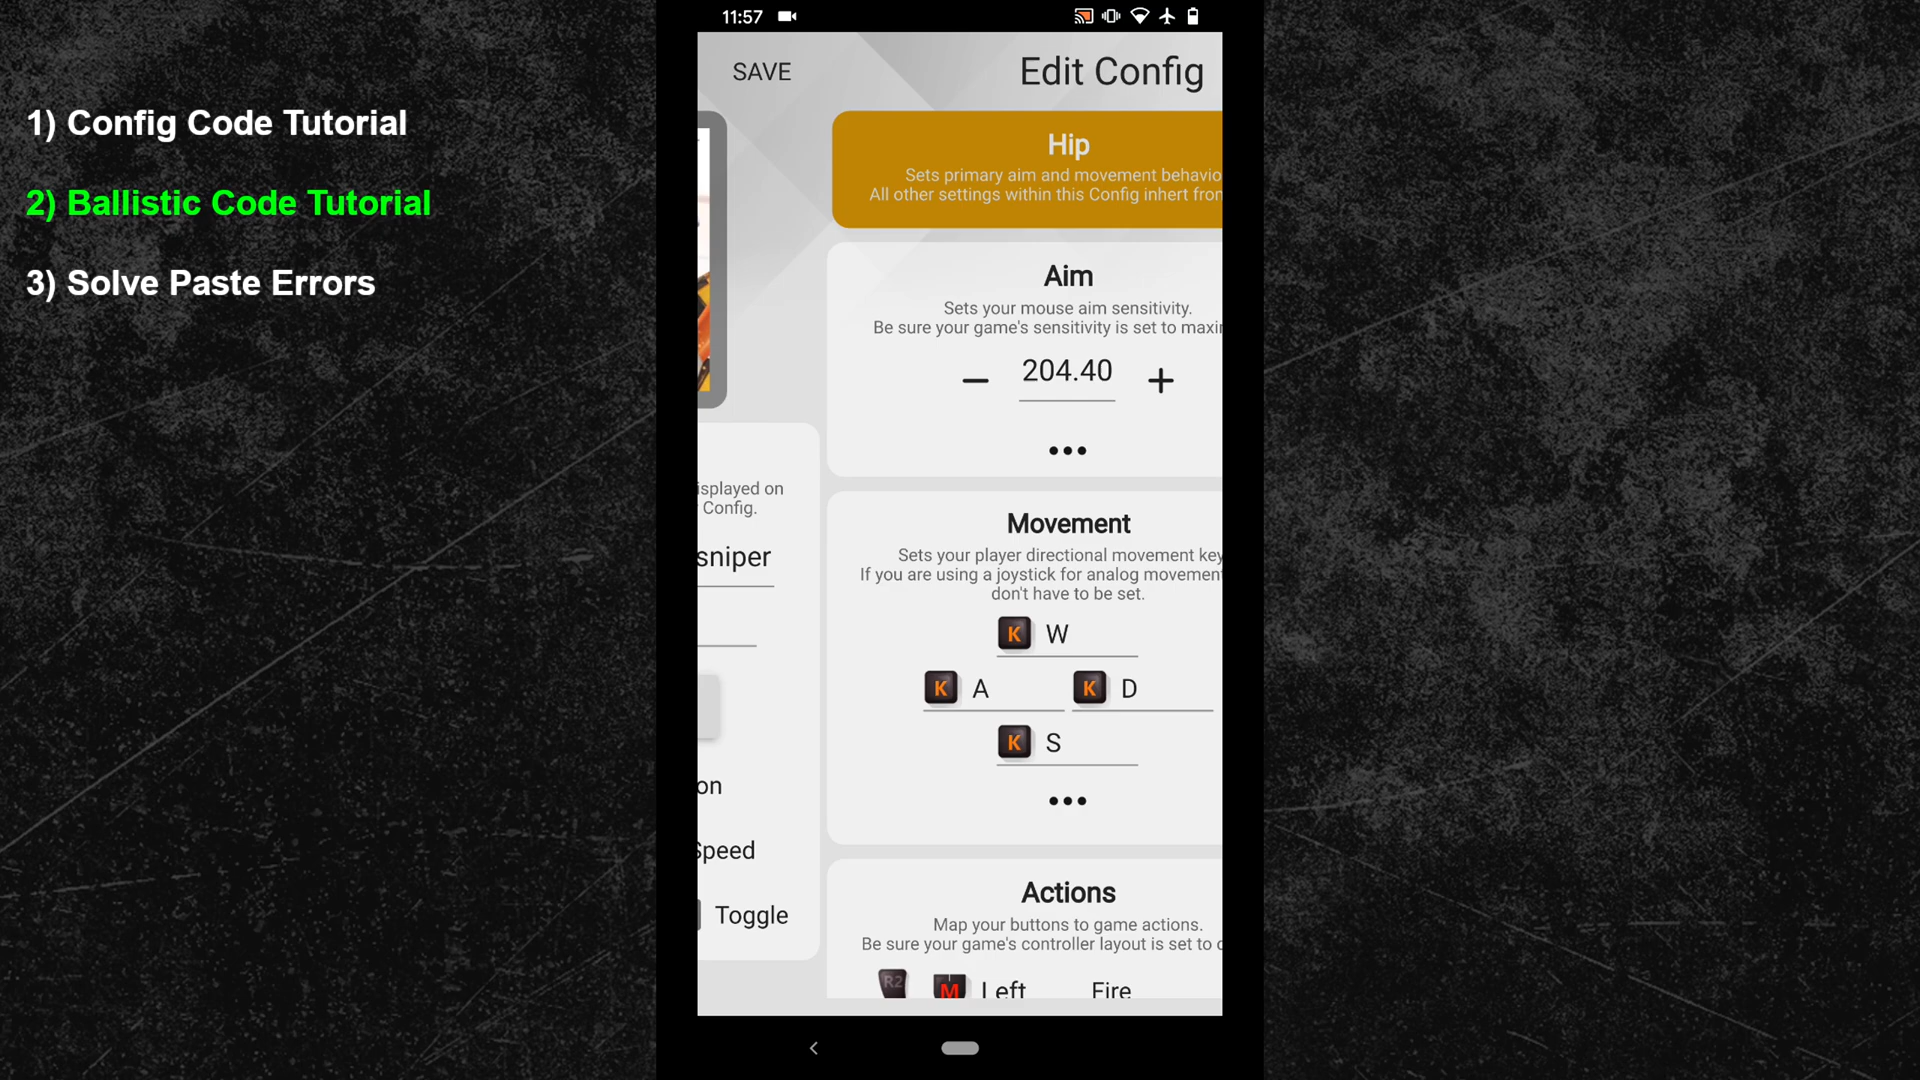 1) Config Code Tutorial
2) Ballistic Code Tutorial
3) Solve Paste Errors
11:57
SAVE
Edit Config
Hip
Sets primary aim and movement behavio
All other settings within this Config inhert from
Aim
Sets your mouse aim sensitivity.
Be sure your game's sensitivity is set to maxi
204.40
isplayed on
Config.
sniper
on
Speed
Toggle
Movement
Sets your player directional movement key
If you are using a joystick for analog movement
don't have to be set.
K W
K A K D
K S
Actions
Map your buttons to game actions.
Be sure your game's controller layout is set to
R2 M Left Fire